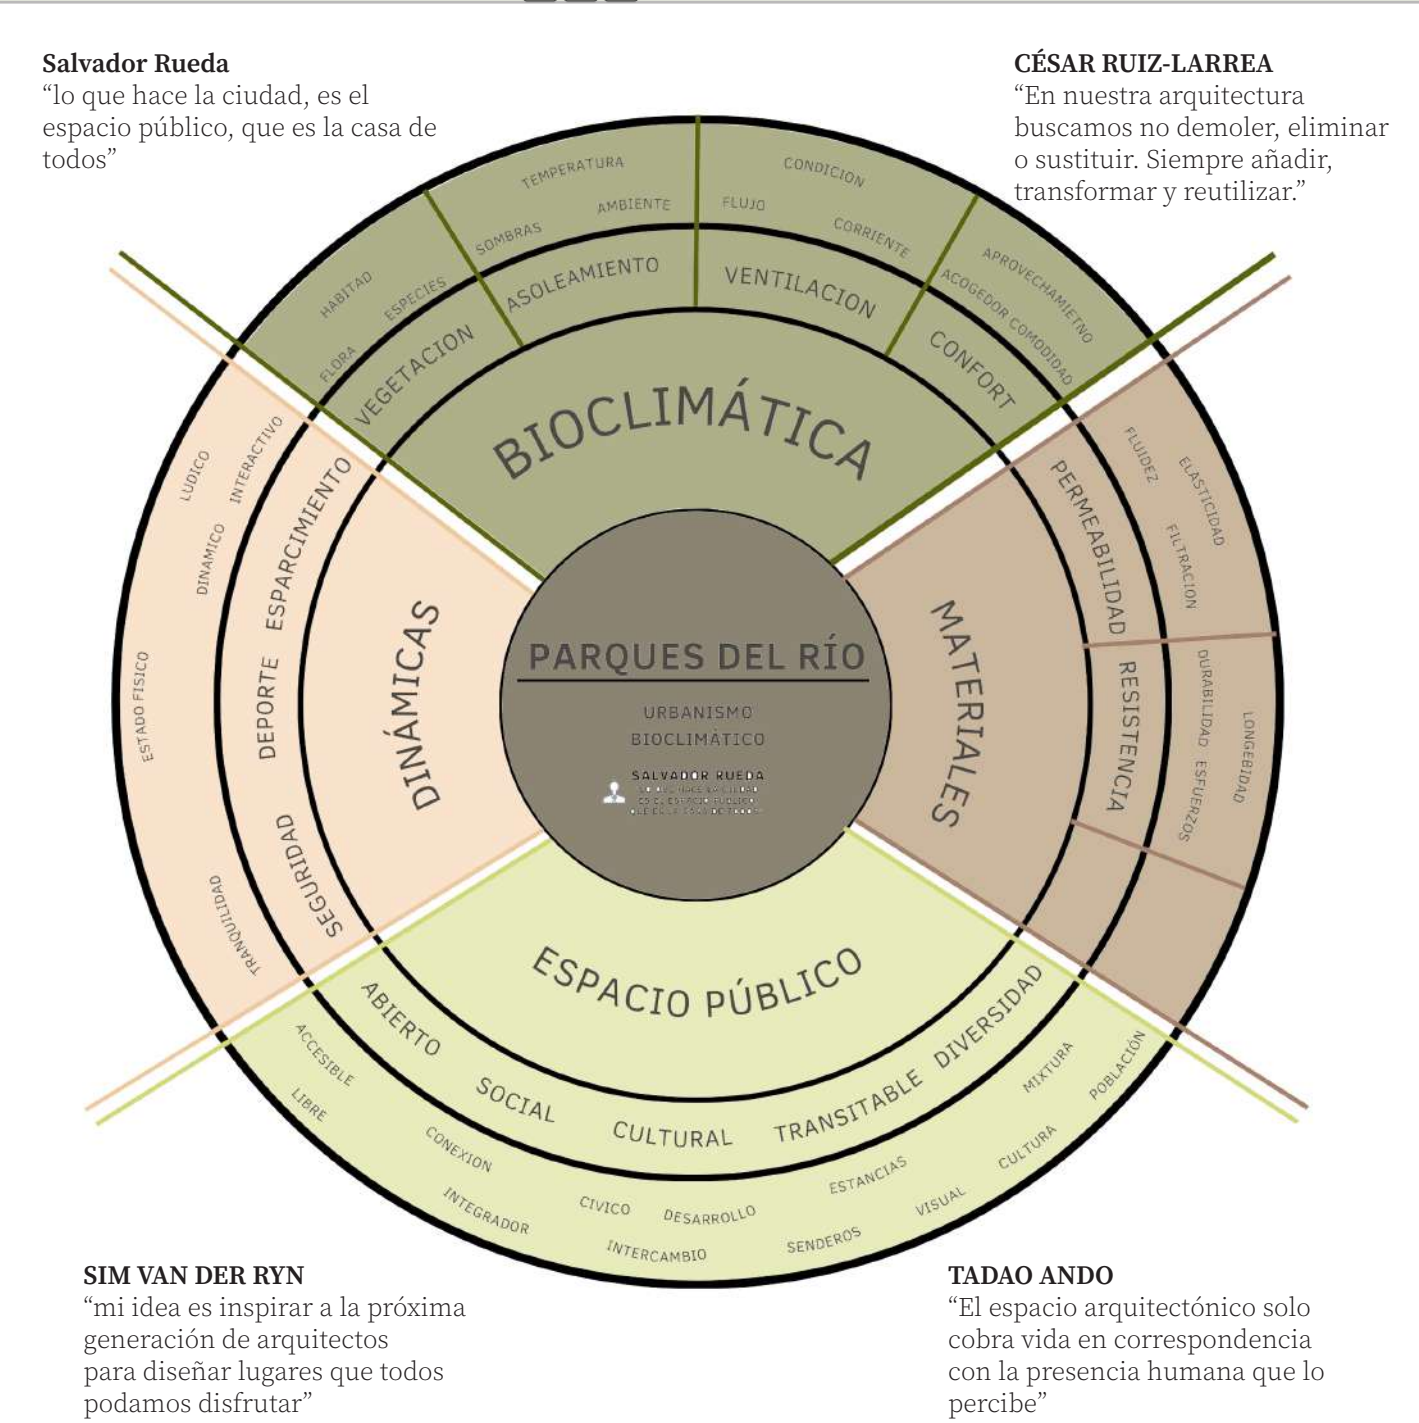 Salvador Rueda
“lo que hace la ciudad, es el
espacio público, que es la casa de
todos”
CÉSAR RUIZ-LARREA
“En nuestra arquitectura
buscamos no demoler, eliminar
o sustituir. Siempre añadir,
transformar y reutilizar.”
BIOCLIMÁTICA
VEGETACION
HABITAD
ESPECIES
FLORA
ASOLEAMIENTO
TEMPERATURA
AMBIENTE
SOMBRAS
VENTILACION
CONDICION
FLUJO
CORRIENTE
CONFORT
APROVECHAMIETNO
ACOGEDOR COMODIDAD
MATERIALES
PERMEABILIDAD
FLUIDEZ
ELASTICIDAD
FILTRACION
RESISTENCIA
DURABILIDAD ESFUERZOS
LONGEBIDAD
DINÁMICAS
ESPARCIMIENTO
LUDICO
INTERACTIVO
DINAMICO
DEPORTE
ESTADO FISICO
SEGURIDAD
TRANQUILIDAD
PARQUES DEL RÍO
URBANISMO
BIOCLIMÀTICO
SALVADOR RUEDA
ESPACIO PÚBLICO
ABIERTO
ACCESIBLE
LIBRE
SOCIAL
CONEXION
INTEGRADOR
CULTURAL
CIVICO
DESARROLLO
INTERCAMBIO
TRANSITABLE
ESTANCIAS
SENDEROS
VISUAL
DIVERSIDAD
MIXTURA
POBLACIÓN
CULTURA
SIM VAN DER RYN
“mi idea es inspirar a la próxima
generación de arquitectos
para diseñar lugares que todos
podamos disfrutar”
TADAO ANDO
“El espacio arquitectónico solo
cobra vida en correspondencia
con la presencia humana que lo
percibe”